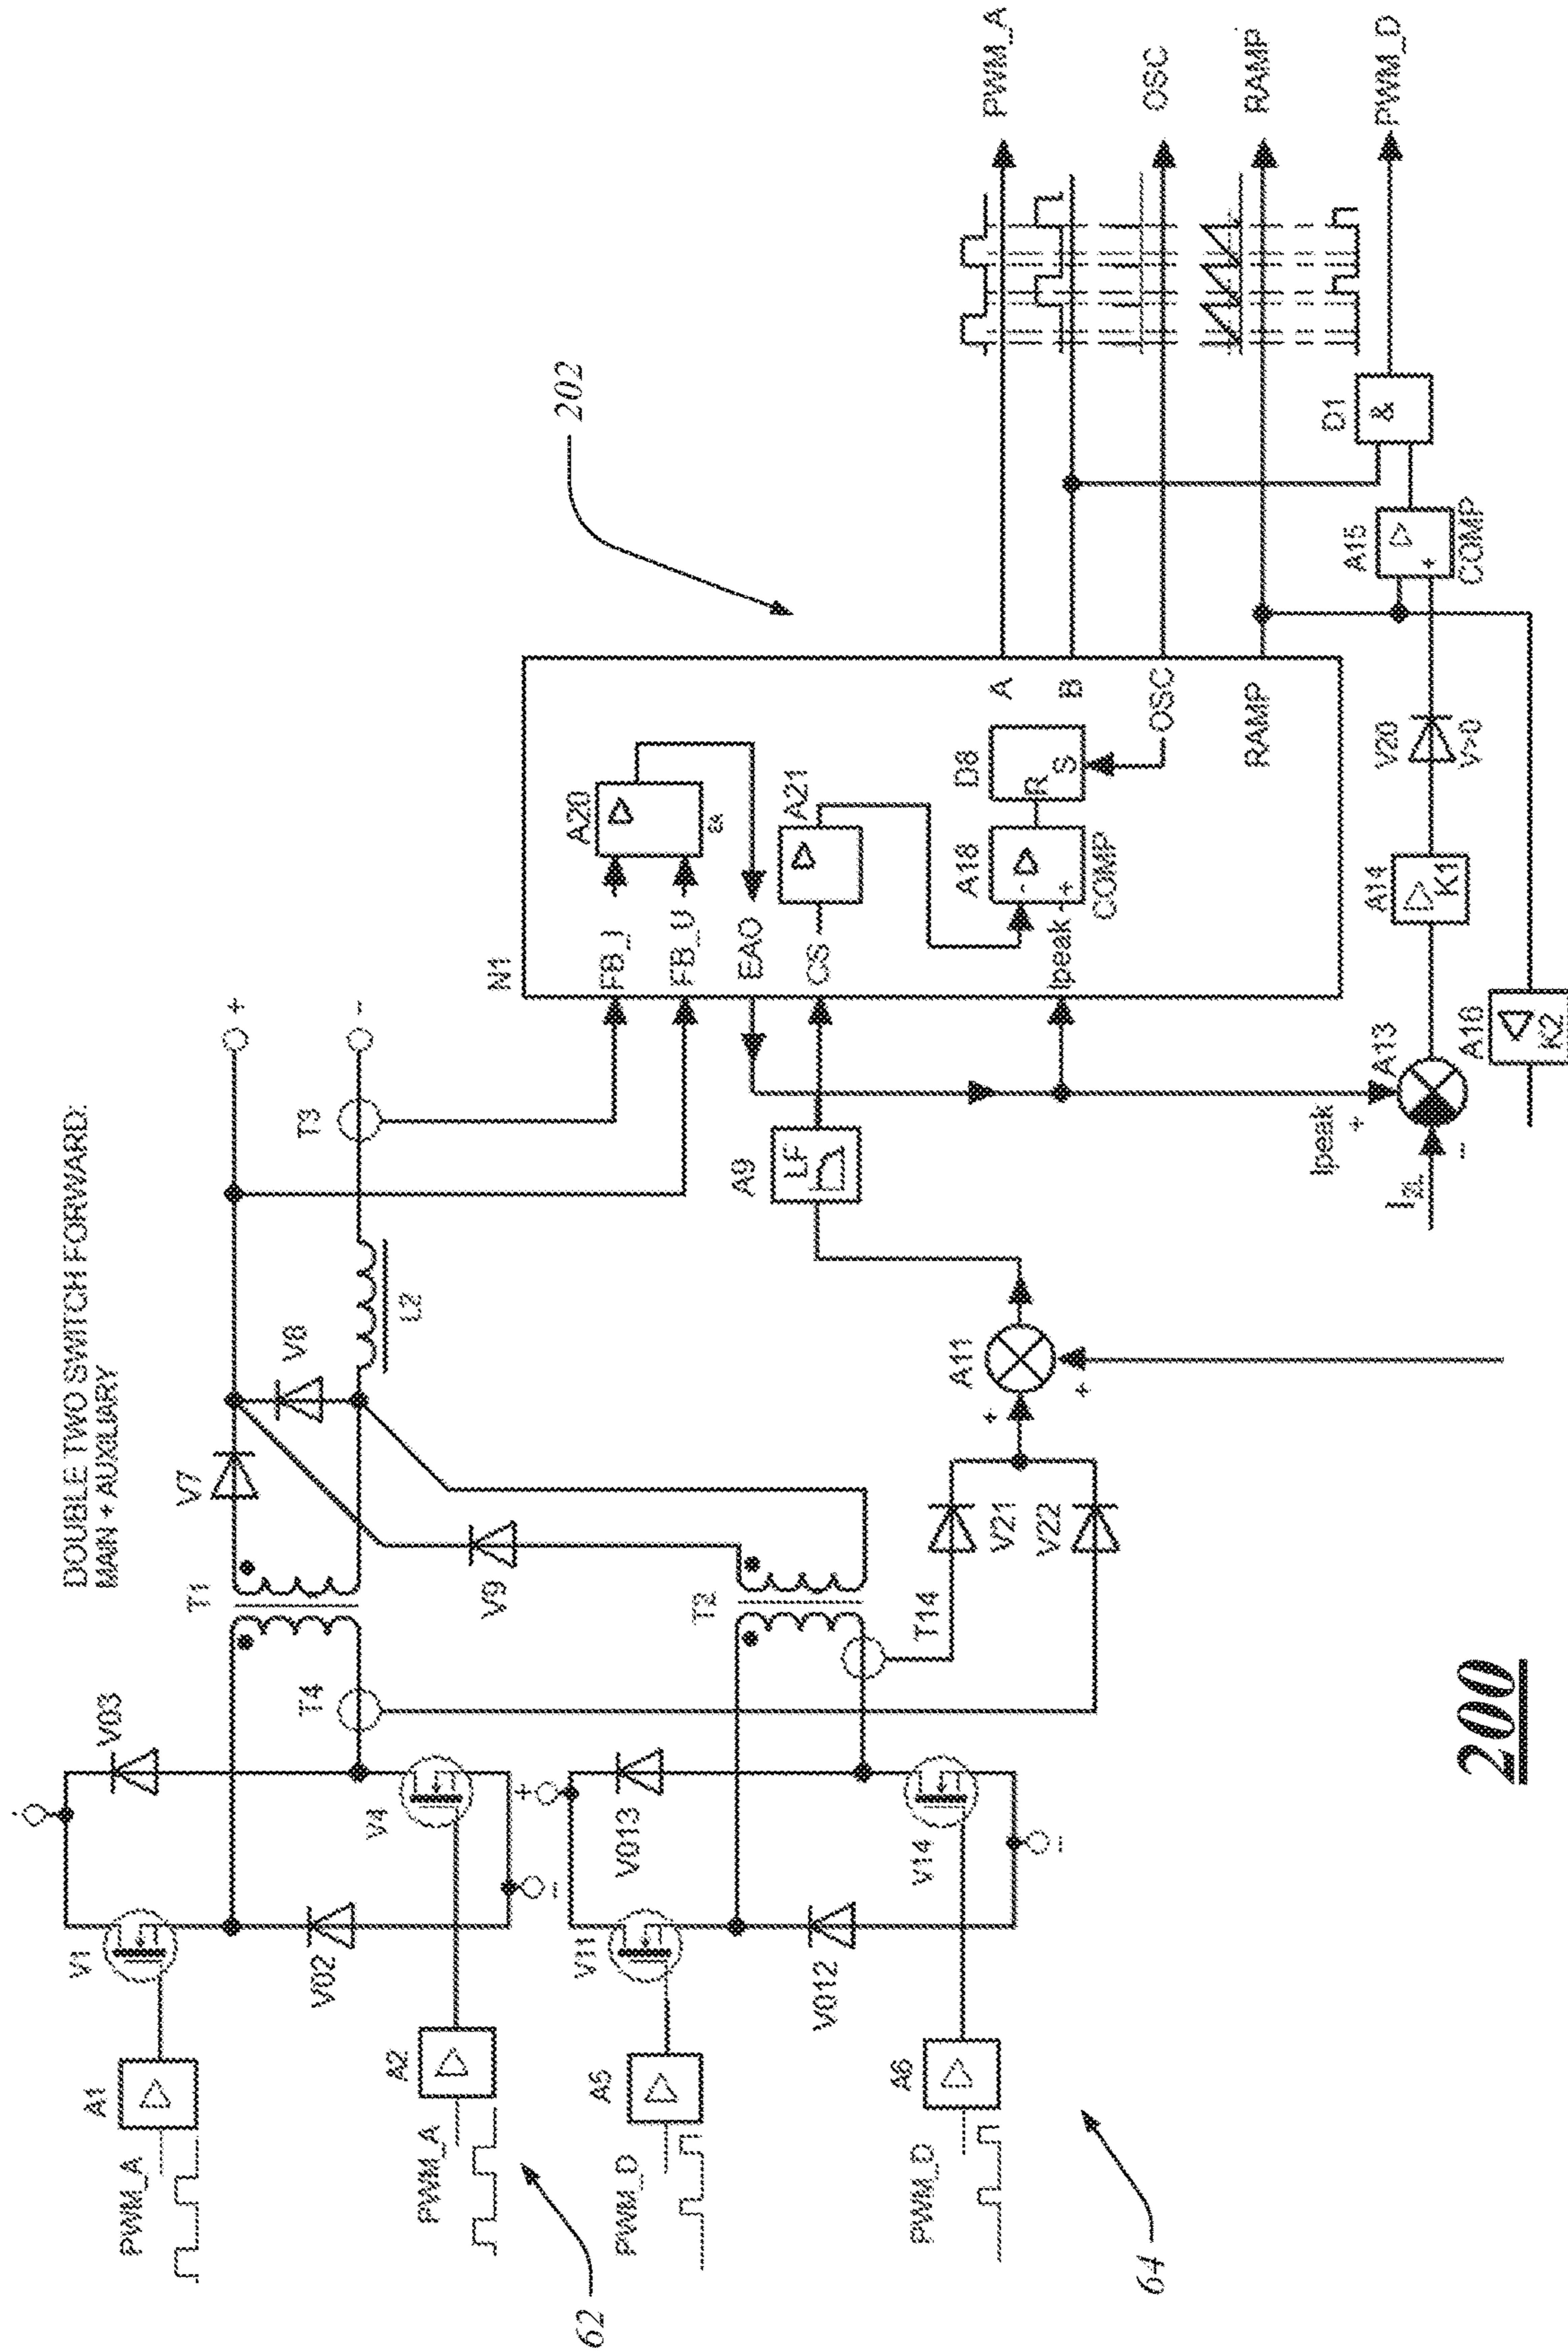 DOUBLE TWO SWITCH FORWARD:
MAIN + AUXILIARY
A1
PWM_A
V1
V03
V02
A2
PWM_A
V4
T4
T1
V7
V8
L2
T3
+
-
-
62
A5
PWM_D
V11
+
V013
V012
A6
PWM_D
V14
-
T2
V9
T14
V21
V22
64
A11
+
+
A9
LF
N1
FB_I
FB_U
EAO
CS
Ipeak
A20
A21
A18
-
+
COMP
D8
R
S
OSC
A
B
RAMP
202
PWM_A
OSC
RAMP
PWM_D
D1
&
A15
+
COMP
V20
V>0
A14
K1
A13
Ipeak
+
-
A16
K2
200